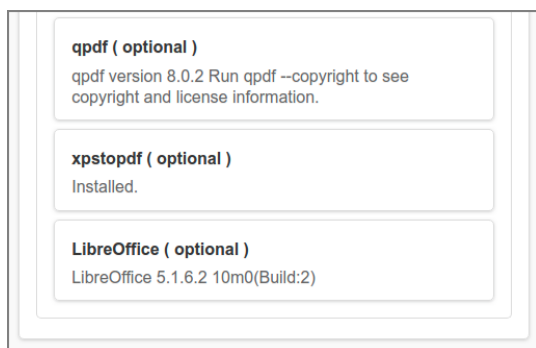 qpdf ( optional )
qpdf version 8.0.2 Run qpdf --copyright to see
copyright and license information.
xpstopdf ( optional )
Installed.
LibreOffice ( optional )
LibreOffice 5.1.6.2 10m0(Build:2)